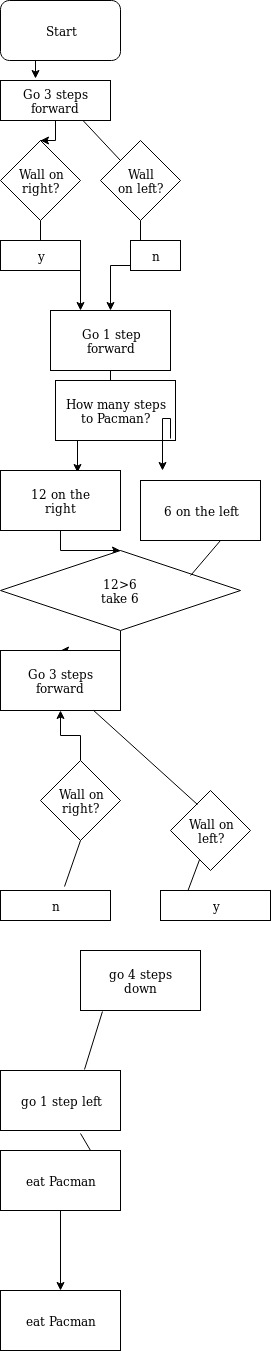 Start
Go 3 steps
forward
Wall on
right?
Wall
on left?
y
n
Go 1 step
forward
How many steps
to Pacman?
12 on the
right
6 on the left
12>6
take 6
Go 3 steps
forward
Wall on
right?
Wall on
left?
n
y
go 4 steps
down
go 1 step left
eat Pacman
eat Pacman